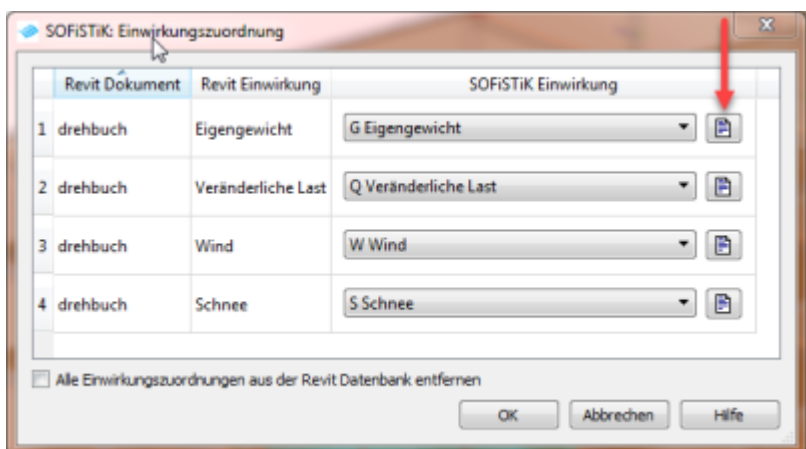 SOFiSTiK: Einwirkungszuordnung
Revit Dokument Revit Einwirkung SOFiSTiK Einwirkung
1 drehbuch Eigengewicht G Eigengewicht
2 drehbuch Veränderliche Last Q Veränderliche Last
3 drehbuch Wind W Wind
4 drehbuch Schnee S Schnee
Alle Einwirkungszuordnungen aus der Revit Datenbank entfernen
OK Abbrechen Hilfe